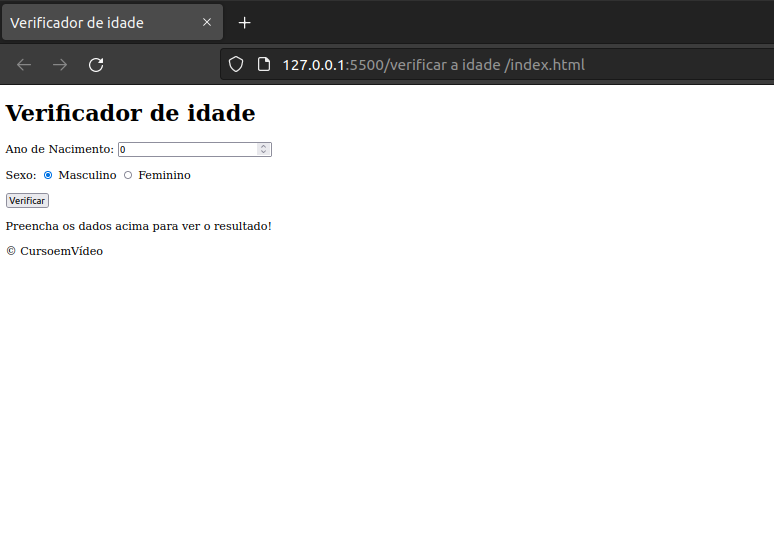 Verificador de idade
127.0.0.1:5500/verificar a idade /index.html
Verificador de idade
Ano de Nacimento: 0
Sexo: Masculino Feminino
Verificar
Preencha os dados acima para ver o resultado!
© CursoemVídeo